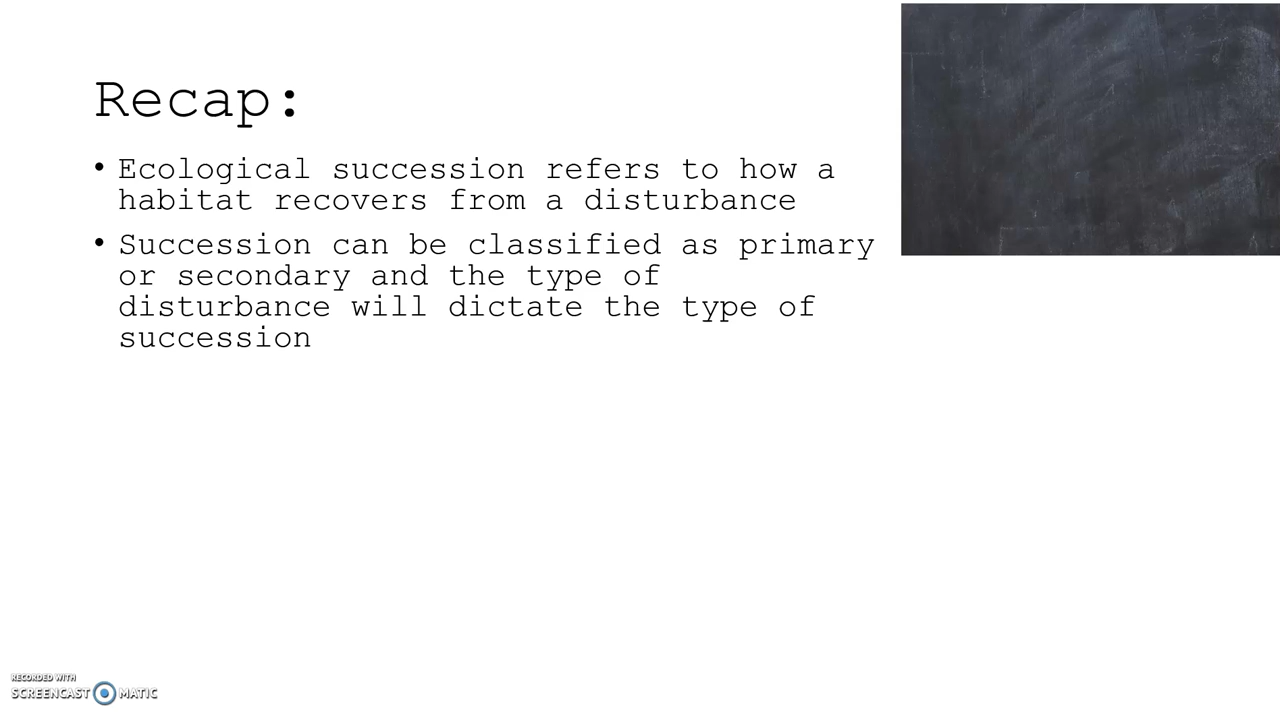 Recap:
• Ecological succession refers to how a
habitat recovers from a disturbance
• Succession can be classified as primary
or secondary and the type of
disturbance will dictate the type of
succession
RECORDED WITH
SCREENCAST MATIC